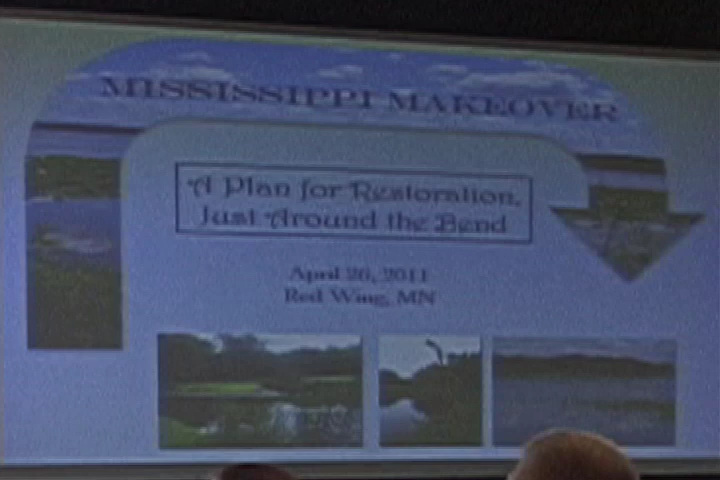 MISSISSIPPI MAKEOVER
A Plan for Restoration,
Just Around the Bend
April 26, 2011
Red Wing, MN